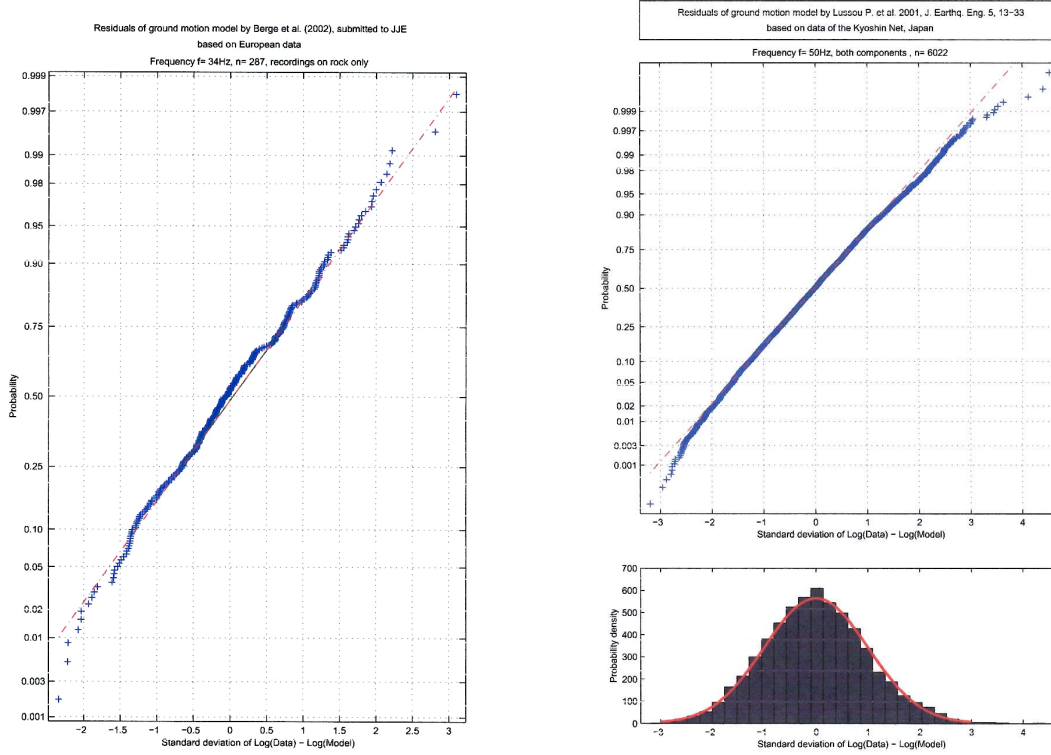 Residuals of ground motion model by Berge et al. (2002), submitted to JJE
based on European data
Frequency f= 34Hz, n= 287, recordings on rock only
0.999
0.997
0.99
0.98
0.95
0.90
0.75
0.50
0.25
0.10
0.05
0.02
0.01
0.003
0.001
Probability
−2 −1.5 −1 −0.5 0 0.5 1 1.5 2 2.5 3
Standard deviation of Log(Data) − Log(Model)
Residuals of ground motion model by Lussou P. et al. 2001, J. Earthq. Eng. 5, 13−33
based on data of the Kyoshin Net, Japan
Frequency f= 50Hz, both components , n= 6022
0.999
0.997
0.99
0.98
0.95
0.90
0.75
0.50
0.25
0.10
0.05
0.02
0.01
0.003
0.001
Probability
−3 −2 −1 0 1 2 3 4
Standard deviation of Log(Data) − Log(Model)
700
600
500
400
300
200
100
0
Probability density
−3 −2 −1 0 1 2 3 4
Standard deviation of Log(Data) − Log(Model)